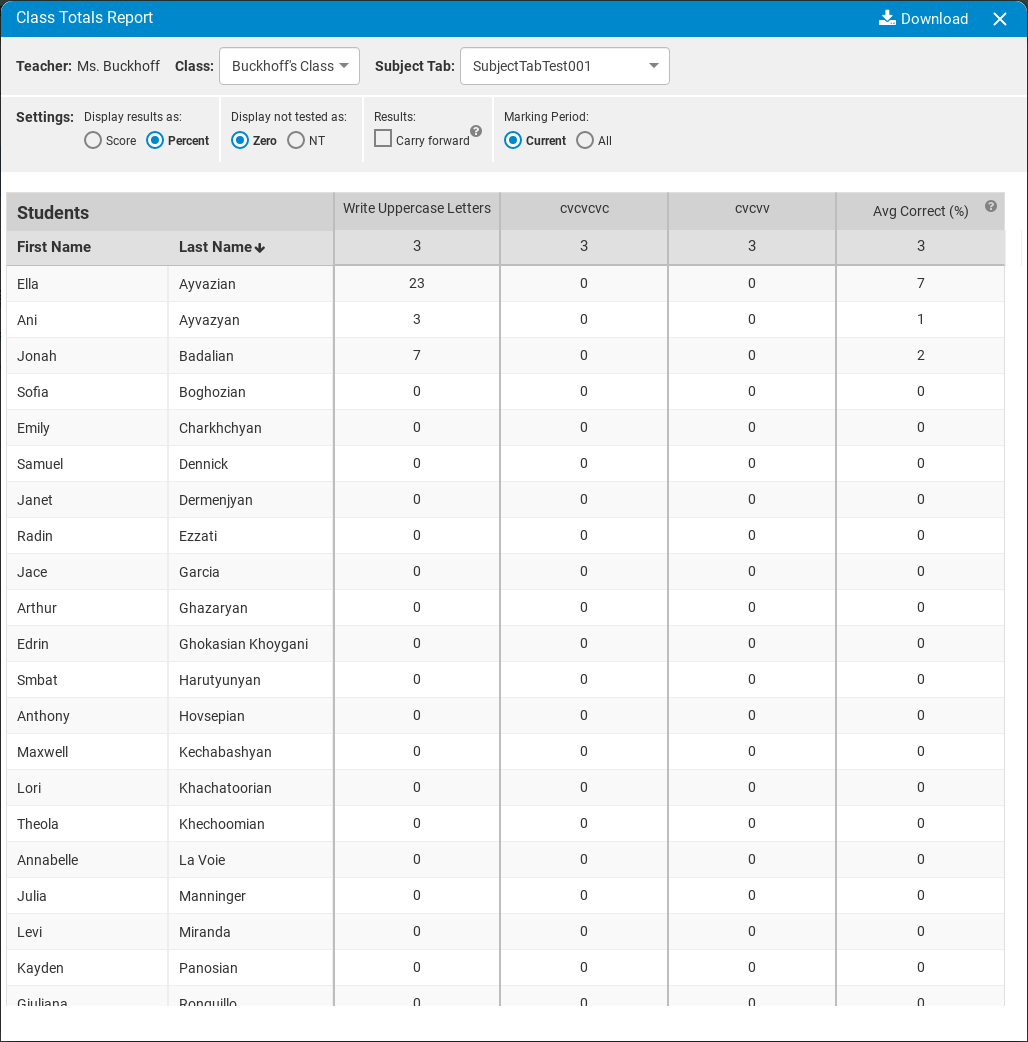 Class Totals Report Download
Teacher: Ms. Buckhoff Class: Buckhoff's Class Subject Tab: SubjectTabTest001
Settings: Display results as: Display not tested as: Results: Marking Period:
Score Percent Zero NT Carry forward ? Current All
Students Write Uppercase Letters cvcvcvc cvcvv Avg Correct (%) ?
First Name Last Name 3 3 3 3
Ella Ayvazian 23 0 0 7
Ani Ayvazyan 3 0 0 1
Jonah Badalian 7 0 0 2
Sofia Boghozian 0 0 0 0
Emily Charkhchyan 0 0 0 0
Samuel Dennick 0 0 0 0
Janet Dermenjyan 0 0 0 0
Radin Ezzati 0 0 0 0
Jace Garcia 0 0 0 0
Arthur Ghazaryan 0 0 0 0
Edrin Ghokasian Khoygani 0 0 0 0
Smbat Harutyunyan 0 0 0 0
Anthony Hovsepian 0 0 0 0
Maxwell Kechabashyan 0 0 0 0
Lori Khachatoorian 0 0 0 0
Theola Khechoomian 0 0 0 0
Annabelle La Voie 0 0 0 0
Julia Manninger 0 0 0 0
Levi Miranda 0 0 0 0
Kayden Panosian 0 0 0 0
Giuliana Ronquillo 0 0 0 0